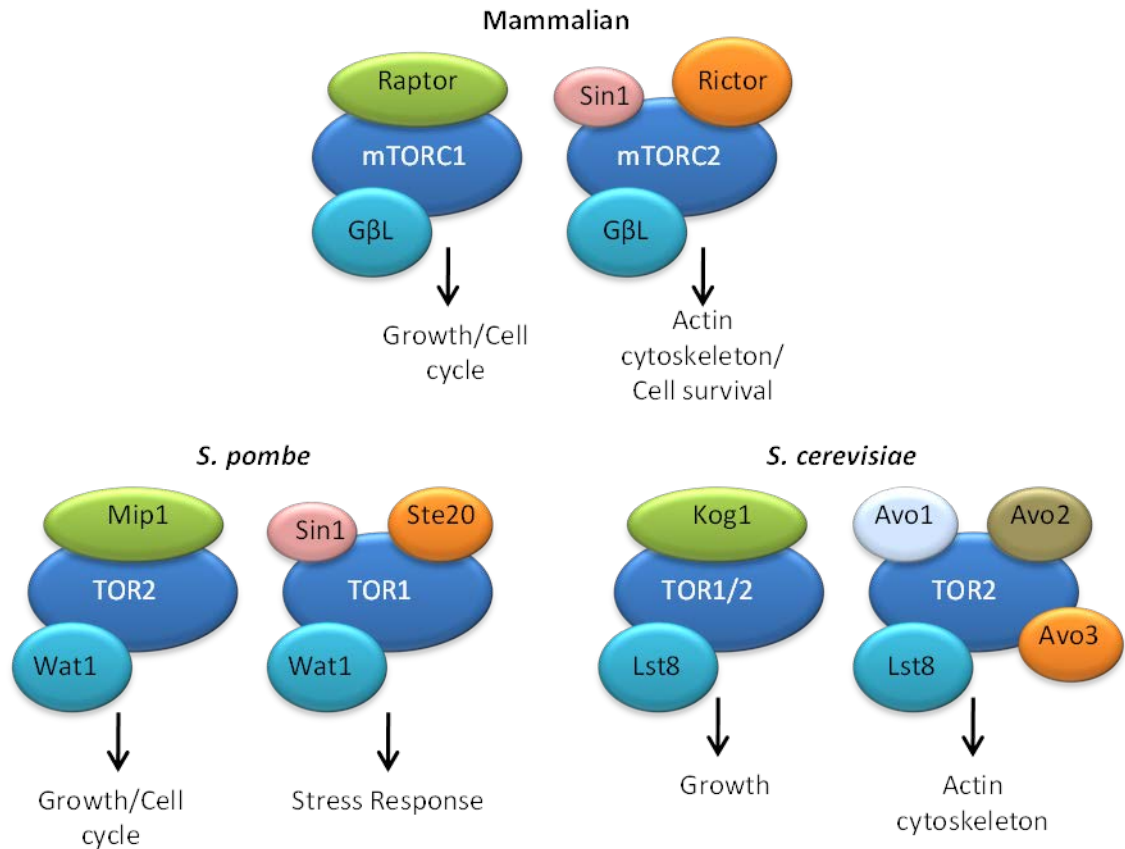 Mammalian
Raptor
mTORC1
GβL
Growth/Cell
cycle
Sin1
Rictor
mTORC2
GβL
Actin
cytoskeleton/
Cell survival
S. pombe
Mip1
TOR2
Wat1
Growth/Cell
cycle
Sin1
Ste20
TOR1
Wat1
Stress Response
S. cerevisiae
Kog1
TOR1/2
Lst8
Growth
Avo1
Avo2
TOR2
Avo3
Lst8
Actin
cytoskeleton